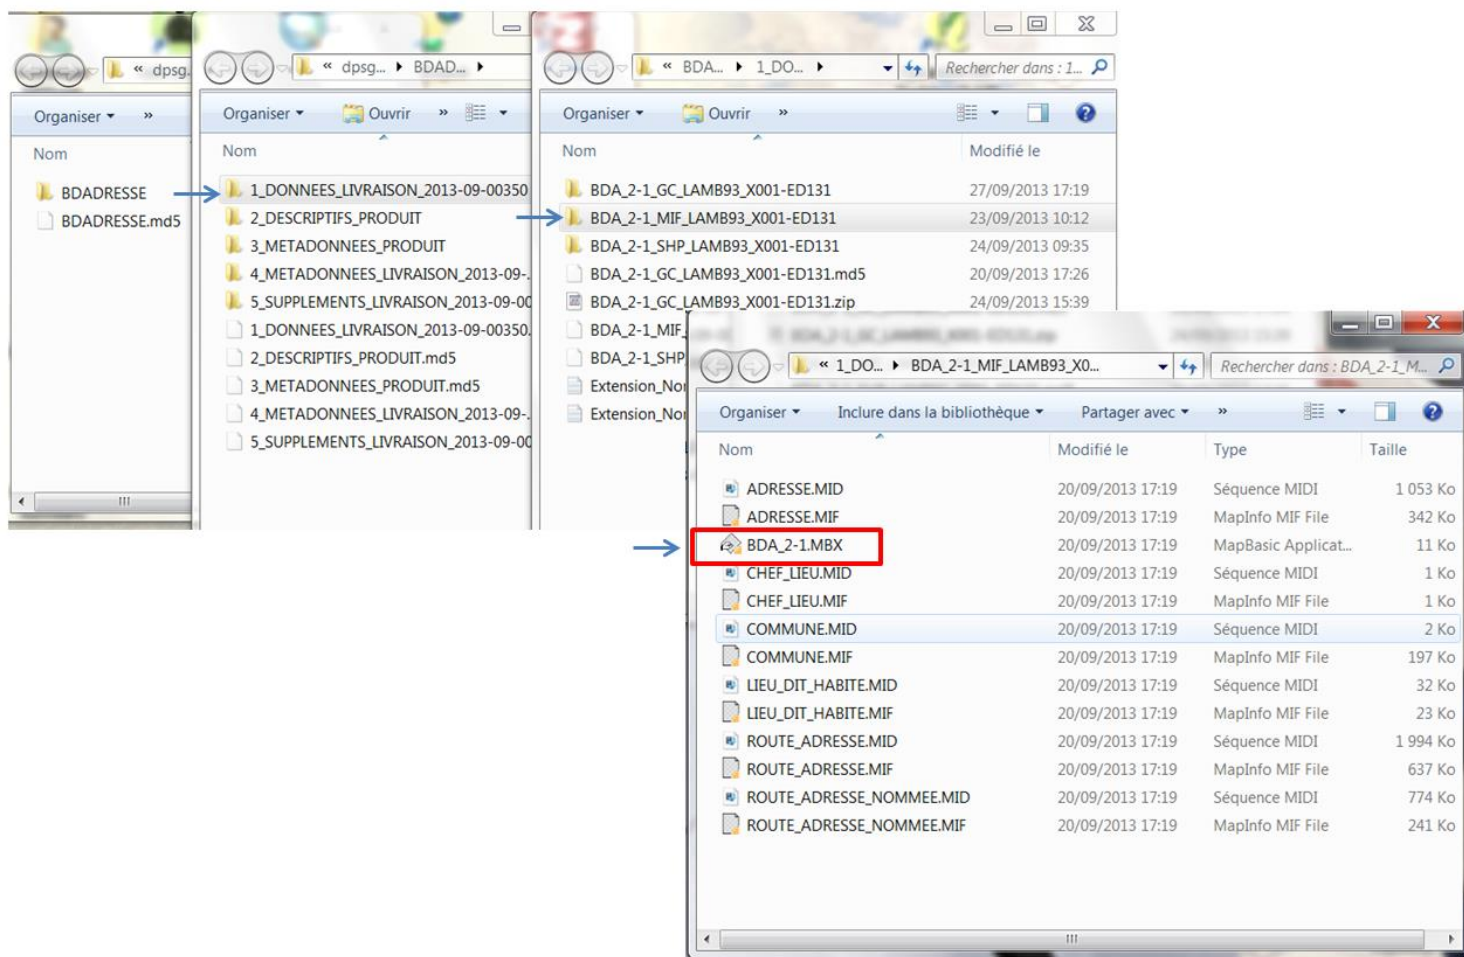 « dpsg.
Organiser »
Nom
BDADRESSE
BDADRESSE.md5
« dpsg... BDAD...
Organiser Ouvrir »
Nom
1_DONNEES_LIVRAISON_2013-09-00350
2_DESCRIPTIFS_PRODUIT
3_METADONNEES_PRODUIT
4_METADONNEES_LIVRAISON_2013-09-.
5_SUPPLEMENTS_LIVRAISON_2013-09-00
1_DONNEES_LIVRAISON_2013-09-00350.
2_DESCRIPTIFS_PRODUIT.md5
3_METADONNEES_PRODUIT.md5
4_METADONNEES_LIVRAISON_2013-09-.
5_SUPPLEMENTS_LIVRAISON_2013-09-00
« BDA... 1_DO... Rechercher dans : 1...
Organiser Ouvrir »
Nom Modifié le
BDA_2-1_GC_LAMB93_X001-ED131 27/09/2013 17:19
BDA_2-1_MIF_LAMB93_X001-ED131 23/09/2013 10:12
BDA_2-1_SHP_LAMB93_X001-ED131 24/09/2013 09:35
BDA_2-1_GC_LAMB93_X001-ED131.md5 20/09/2013 17:26
BDA_2-1_GC_LAMB93_X001-ED131.zip 24/09/2013 15:39
BDA_2-1_MIF_
BDA_2-1_SHP
Extension_Nor
Extension_Nor
« 1_DO... BDA_2-1_MIF_LAMB93_X0... Rechercher dans : BDA_2-1_M...
Organiser Inclure dans la bibliothèque Partager avec »
Nom Modifié le Type Taille
ADRESSE.MID 20/09/2013 17:19 Séquence MIDI 1 053 Ko
ADRESSE.MIF 20/09/2013 17:19 MapInfo MIF File 342 Ko
BDA_2-1.MBX 20/09/2013 17:19 MapBasic Applicat... 11 Ko
CHEF_LIEU.MID 20/09/2013 17:19 Séquence MIDI 1 Ko
CHEF_LIEU.MIF 20/09/2013 17:19 MapInfo MIF File 1 Ko
COMMUNE.MID 20/09/2013 17:19 Séquence MIDI 2 Ko
COMMUNE.MIF 20/09/2013 17:19 MapInfo MIF File 197 Ko
LIEU_DIT_HABITE.MID 20/09/2013 17:19 Séquence MIDI 32 Ko
LIEU_DIT_HABITE.MIF 20/09/2013 17:19 MapInfo MIF File 23 Ko
ROUTE_ADRESSE.MID 20/09/2013 17:19 Séquence MIDI 1 994 Ko
ROUTE_ADRESSE.MIF 20/09/2013 17:19 MapInfo MIF File 637 Ko
ROUTE_ADRESSE_NOMMEE.MID 20/09/2013 17:19 Séquence MIDI 774 Ko
ROUTE_ADRESSE_NOMMEE.MIF 20/09/2013 17:19 MapInfo MIF File 241 Ko